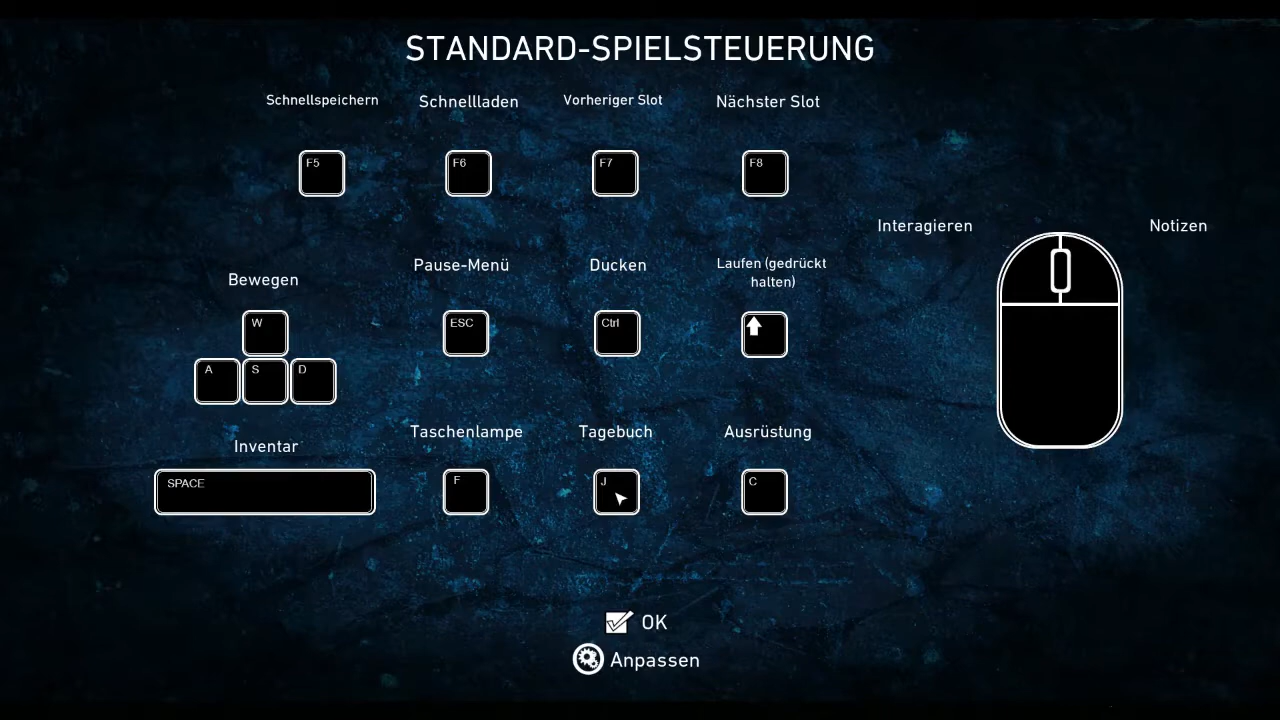 STANDARD-SPIELSTEUERUNG
Schnellspeichern
Schnellladen
Vorheriger Slot
Nächster Slot
F5
F6
F7
F8
Interagieren
Notizen
Bewegen
Pause-Menü
Ducken
Laufen (gedrückt
halten)
W
ESC
Ctrl
A
S
D
Inventar
Taschenlampe
Tagebuch
Ausrüstung
SPACE
F
J
C
OK
Anpassen